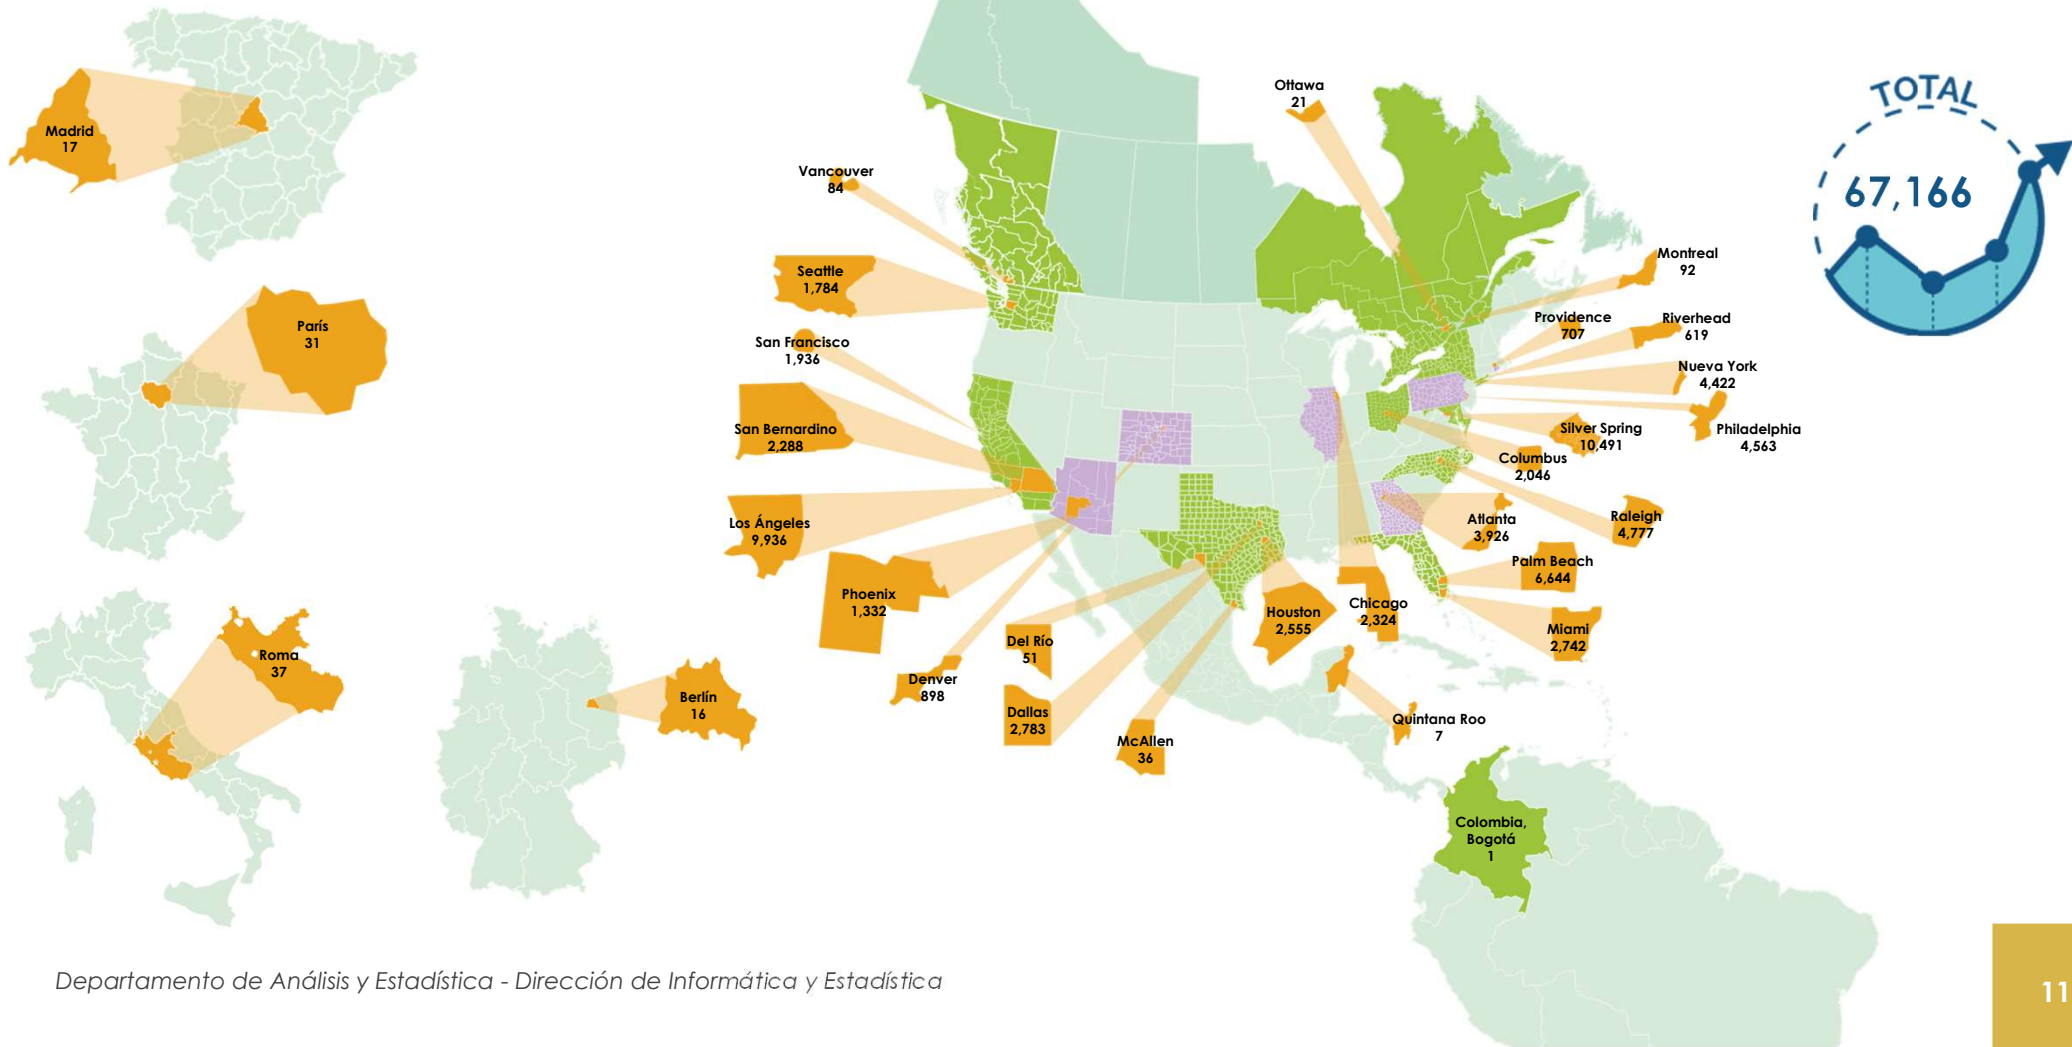 Madrid
17
París
31
Roma
37
Berlín
16
Vancouver
84
Seattle
1,784
San Francisco
1,936
San Bernardino
2,288
Los Ángeles
9,936
Phoenix
1,332
Denver
898
Del Río
51
Dallas
2,783
McAllen
36
Houston
2,555
Chicago
2,324
Quintana Roo
7
Colombia,
Bogotá
1
Ottawa
21
Montreal
92
Providence
707
Riverhead
619
Nueva York
4,422
Philadelphia
4,563
Silver Spring
10,491
Columbus
2,046
Raleigh
4,777
Atlanta
3,926
Palm Beach
6,644
Miami
2,742
TOTAL
67,166
Departamento de Análisis y Estadística - Dirección de Informática y Estadística
11